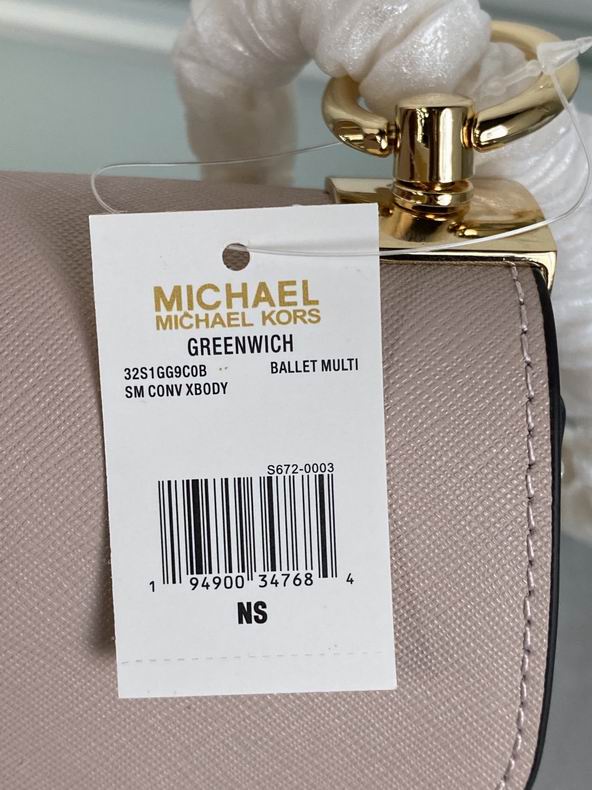 MICHAEL
MICHAEL KORS
GREENWICH
32S1GG9C0B BALLET MULTI
SM CONV XBODY
S672-0003
1 94900 34768 4
NS